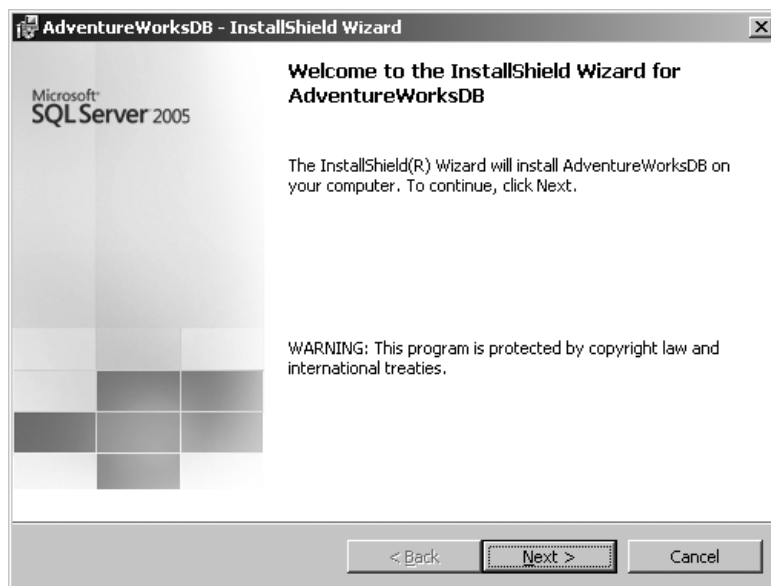 AdventureWorksDB - InstallShield Wizard
Microsoft®
SQL Server 2005
Welcome to the InstallShield Wizard for
AdventureWorksDB
The InstallShield(R) Wizard will install AdventureWorksDB on
your computer. To continue, click Next.
WARNING: This program is protected by copyright law and
international treaties.
< Back
Next >
Cancel